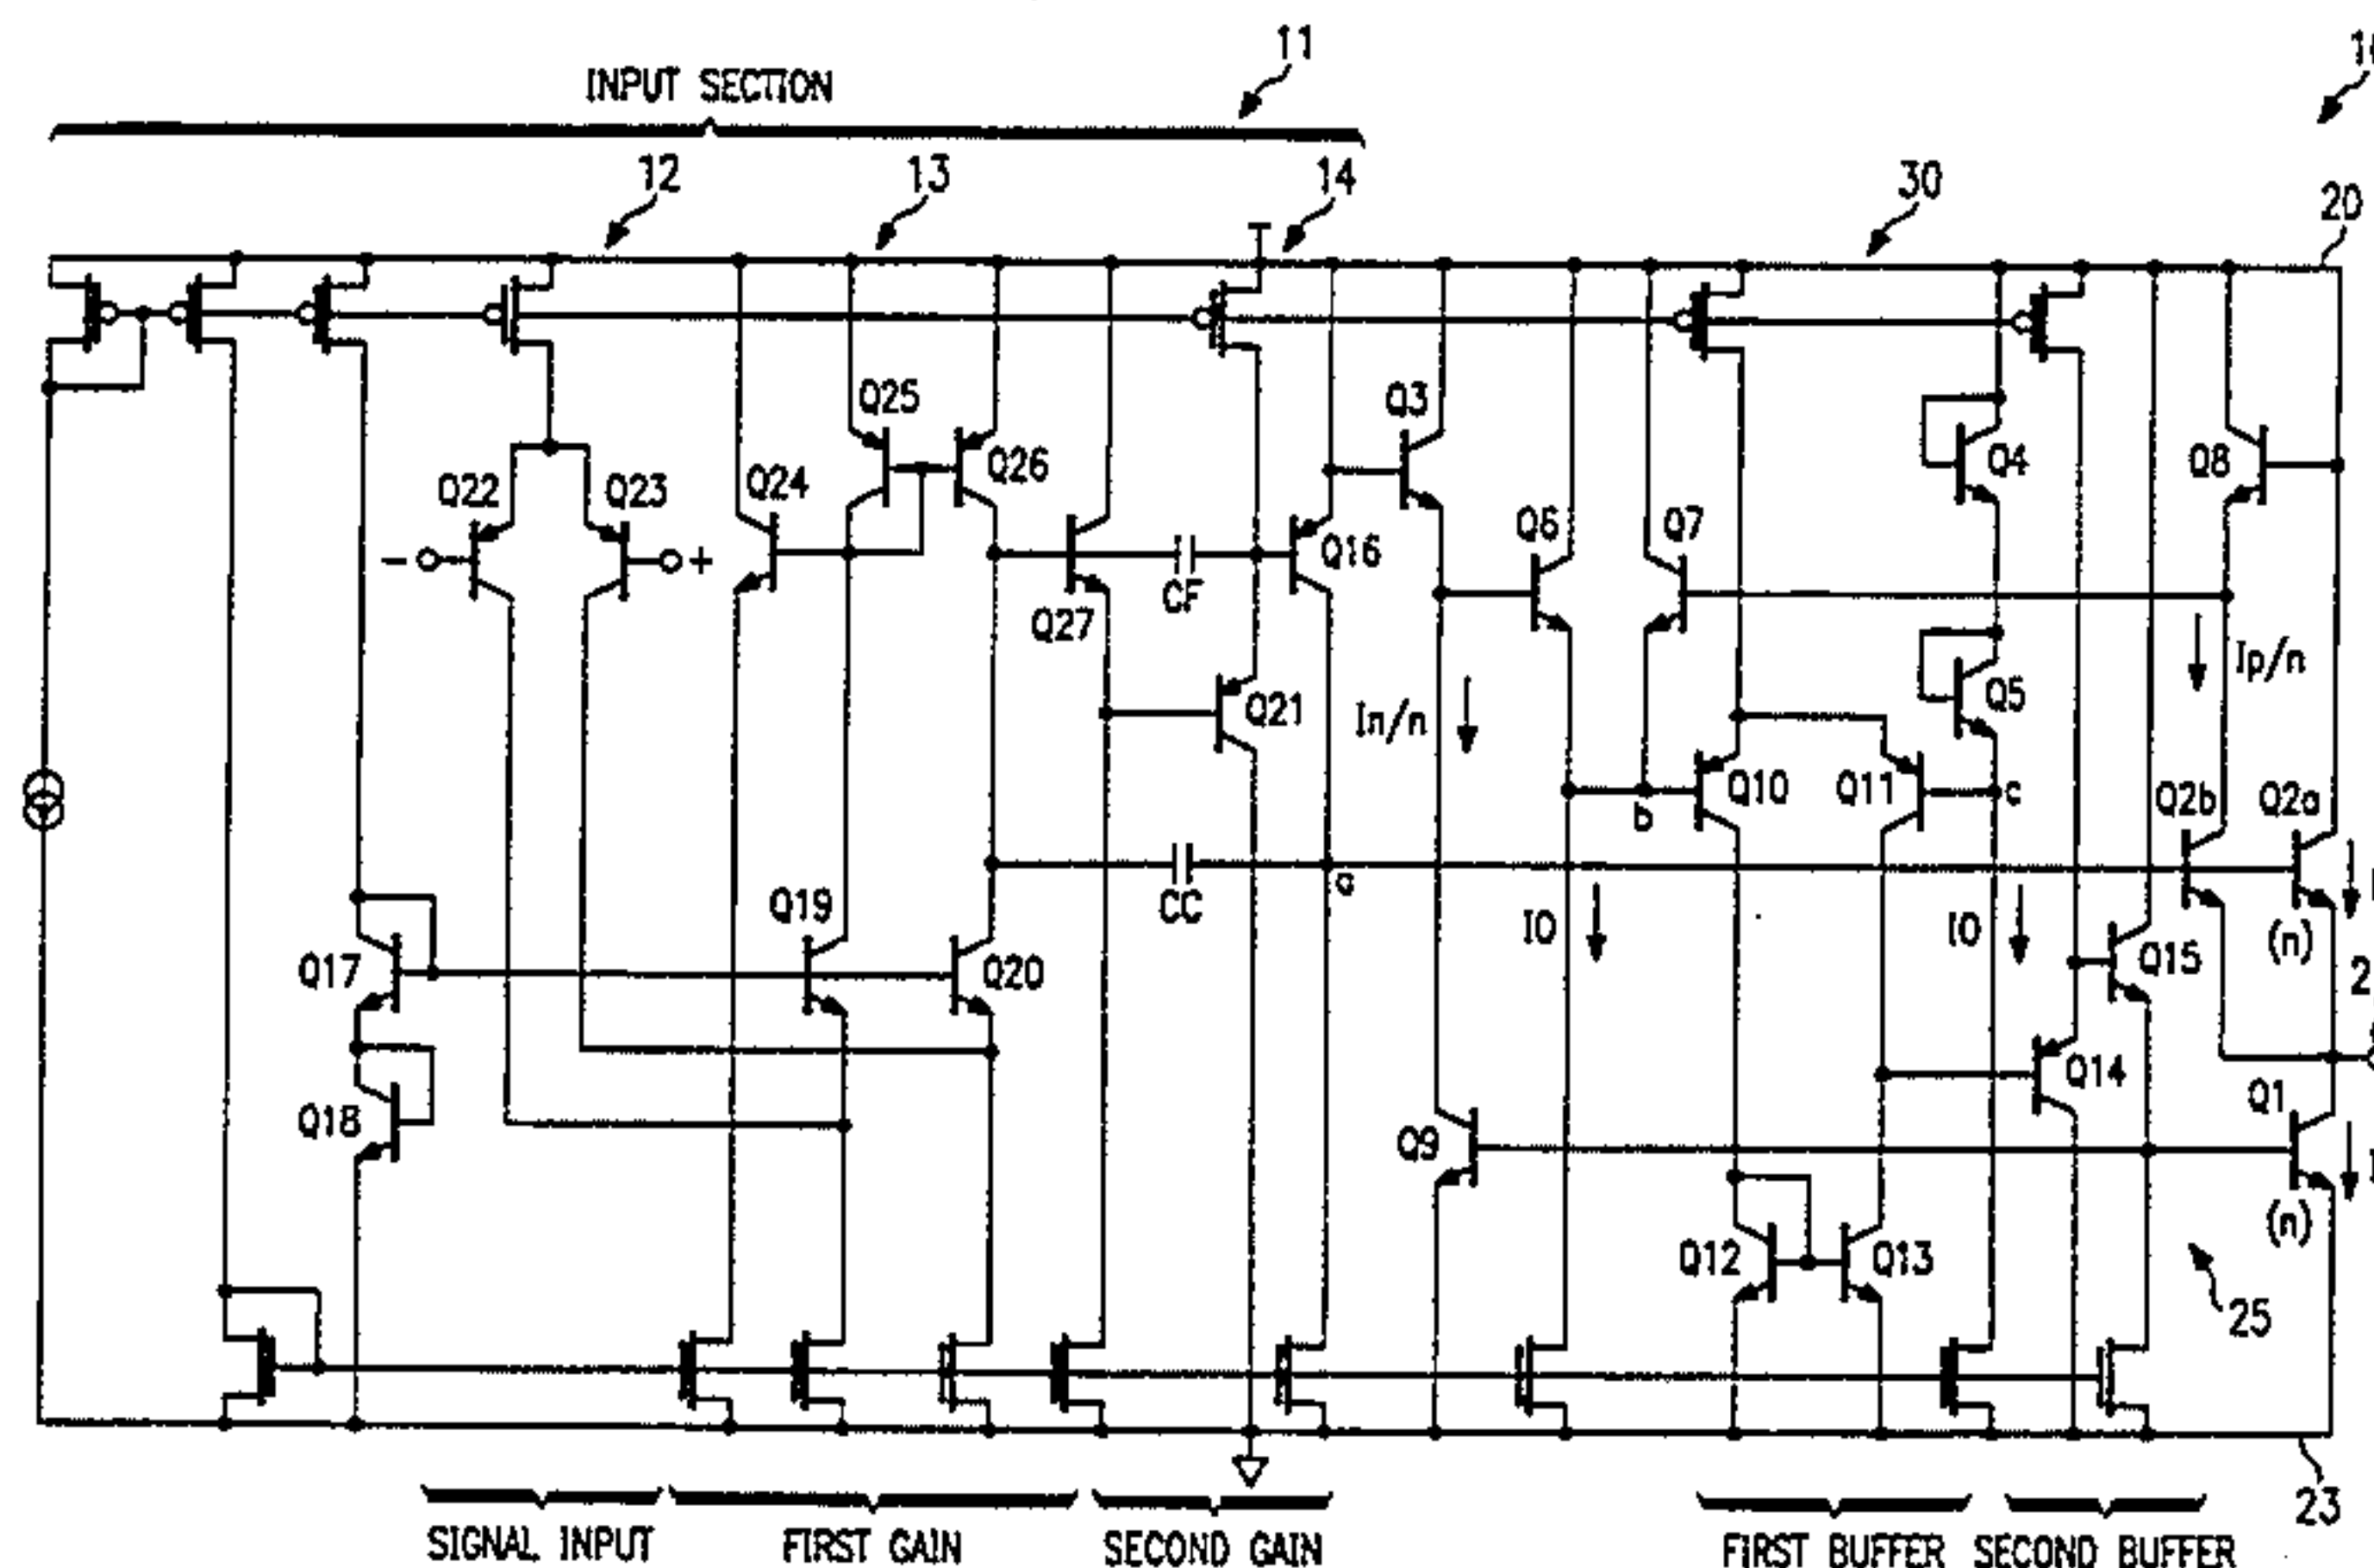 11
INPUT SECTION
12
13
14
30
20
Q25
Q3
Q26
Q4
Q8
Q22
Q23
Q24
Q6
Q7
Q16
-
+
CF
Q27
Q21
In/n
Q5
Ip/n
Q10
Q11
c
b
Q2b
Q2a
CC
a
Q19
IO
IO
(n)
Q17
Q20
Q15
Q14
Q18
Q9
Q1
Q12
Q13
(n)
25
23
SIGNAL INPUT
FIRST GAIN
SECOND GAIN
FIRST BUFFER
SECOND BUFFER